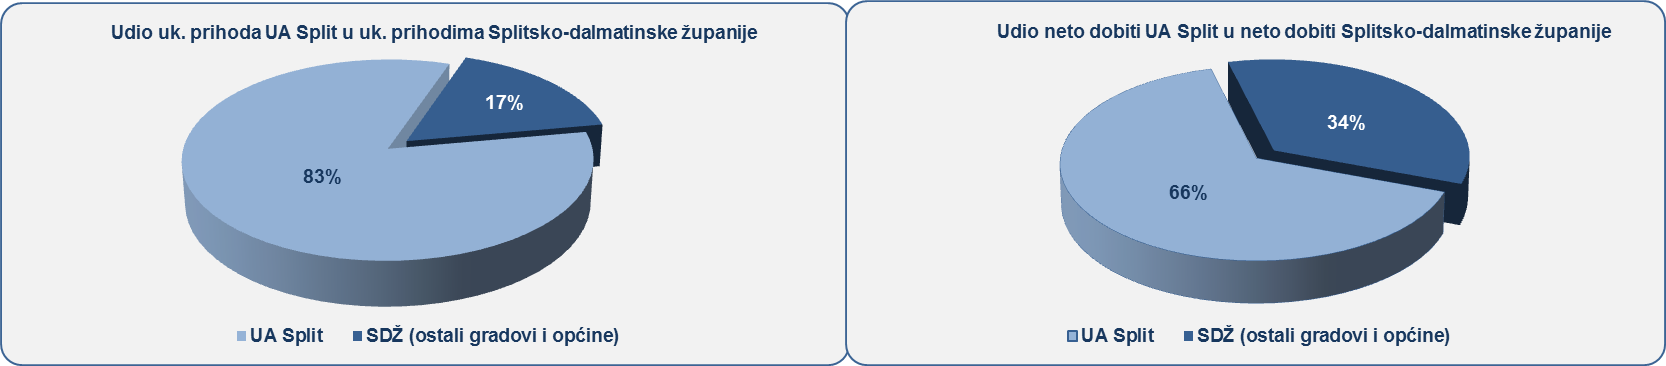 Udio uk. prihoda UA Split u uk. prihodima Splitsko-dalmatinske županije
17%
83%
UA Split
SDŽ (ostali gradovi i općine)
Udio neto dobiti UA Split u neto dobiti Splitsko-dalmatinske županije
34%
66%
UA Split
SDŽ (ostali gradovi i općine)